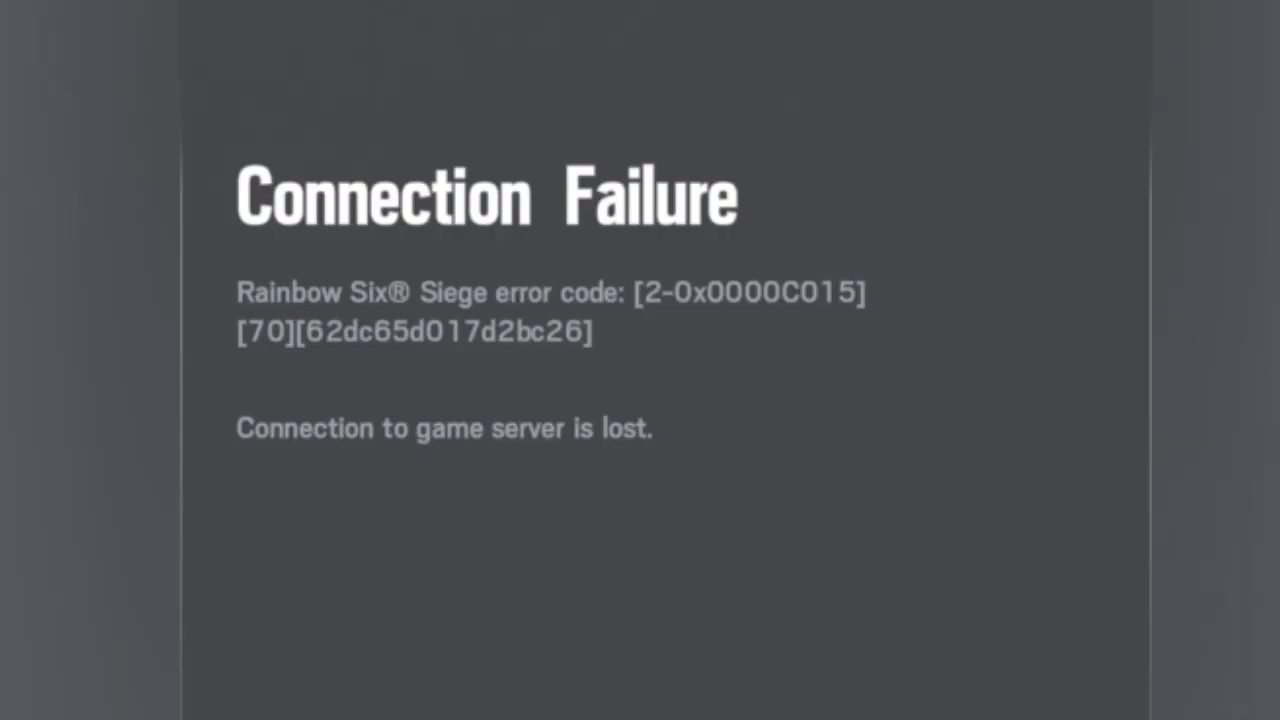 Connection Failure
Rainbow Six® Siege error code: [2-0x0000C015]
[70][62dc65d017d2bc26]
Connection to game server is lost.